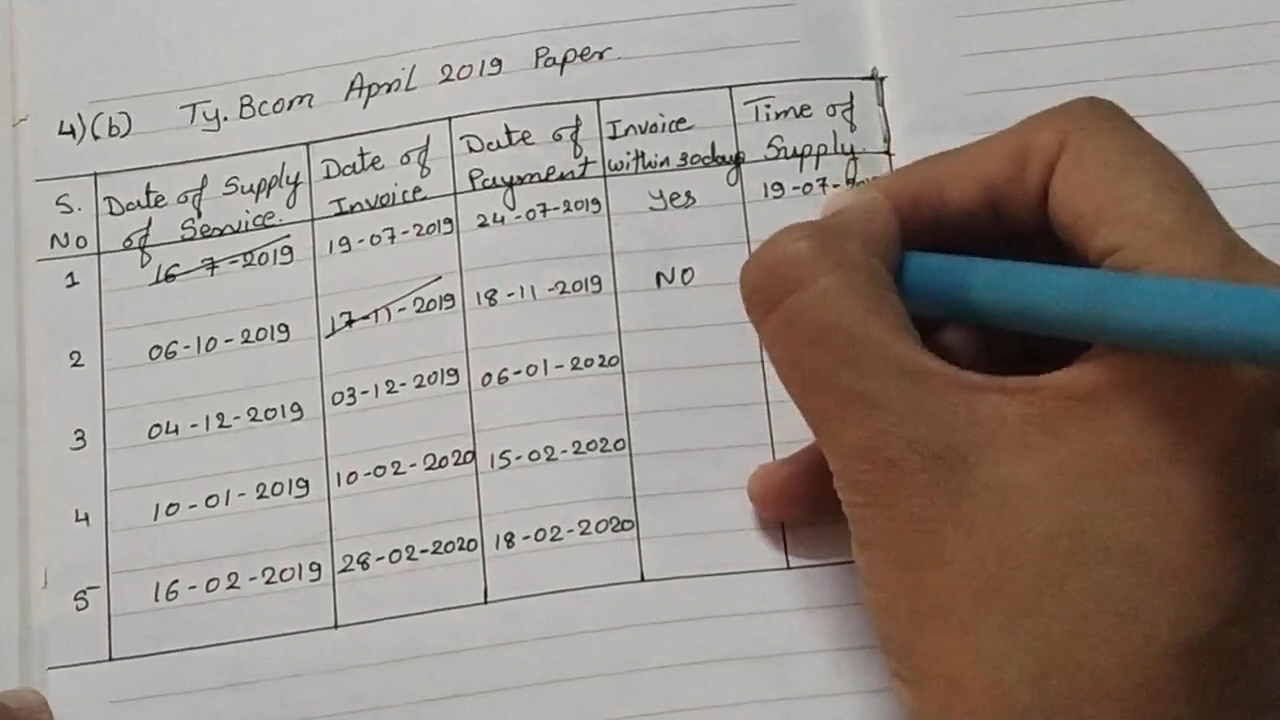 4)(b) Ty. Bcom April 2019 Paper.
S. No Date of Supply of Service. Date of Invoice Date of Payment Invoice within 30days Time of Supply.
1 16-7-2019 19-07-2019 24-07-2019 Yes 19-07-
2 06-10-2019 17-11-2019 18-11-2019 NO
3 04-12-2019 03-12-2019 06-01-2020
4 10-01-2019 10-02-2020 15-02-2020
5 16-02-2019 28-02-2020 18-02-2020